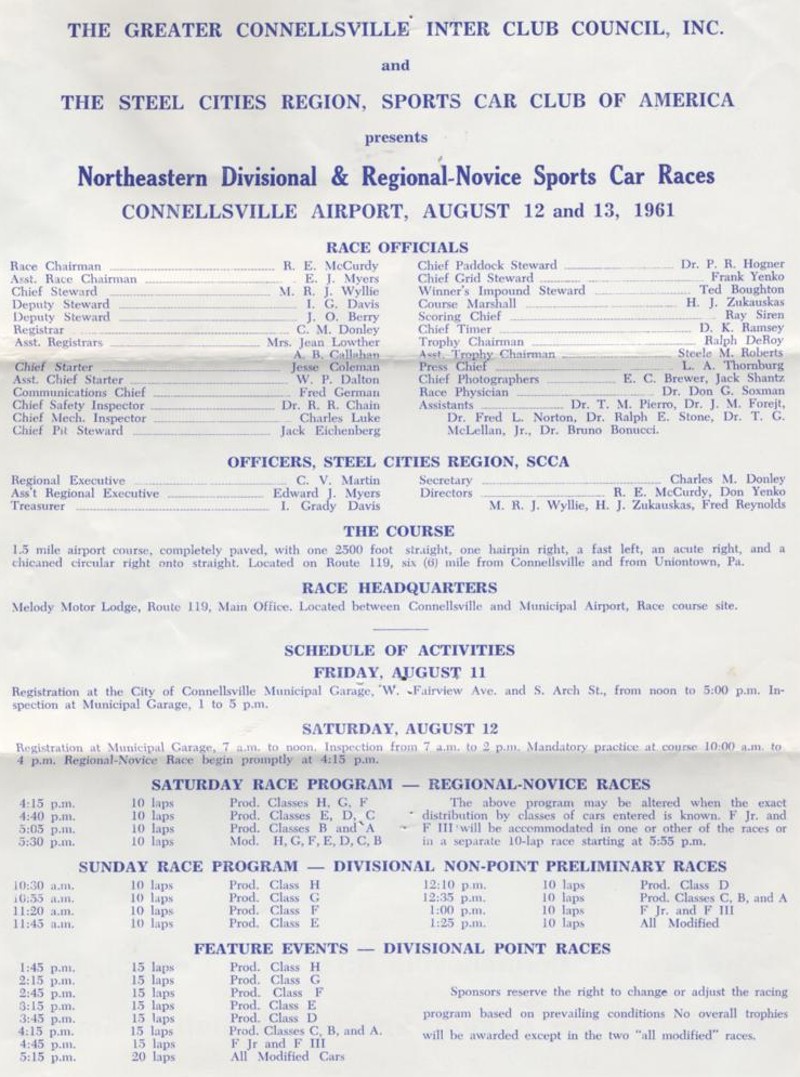 THE GREATER CONNELLSVILLE INTER CLUB COUNCIL, INC.
and
THE STEEL CITIES REGION, SPORTS CAR CLUB OF AMERICA
presents
Northeastern Divisional & Regional-Novice Sports Car Races
CONNELLSVILLE AIRPORT, AUGUST 12 and 13, 1961
RACE OFFICIALS
Race Chairman R. E. McCurdy
Asst. Race Chairman E. J. Myers
Chief Steward M. R. J. Wyllie
Deputy Steward I. G. Davis
Deputy Steward J. O. Berry
Registrar C. M. Donley
Asst. Registrars Mrs. Jean Lowther
A. B. Callahan
Chief Starter Jesse Coleman
Asst. Chief Starter W. P. Dalton
Communications Chief Fred German
Chief Safety Inspector Dr. R. R. Chain
Chief Mech. Inspector Charles Luke
Chief Pit Steward Jack Eichenberg
Chief Paddock Steward Dr. P. R. Hogner
Chief Grid Steward Frank Yenko
Winner's Impound Steward Ted Boughton
Course Marshall H. J. Zukauskas
Scoring Chief Ray Siren
Chief Timer D. K. Ramsey
Trophy Chairman Ralph DeRoy
Asst. Trophy Chairman Steele M. Roberts
Press Chief L. A. Thornburg
Chief Photographers E. C. Brewer, Jack Shantz
Race Physician Dr. Don G. Soxman
Assistants Dr. T. M. Pierro, Dr. J. M. Forejt,
Dr. Fred L. Norton, Dr. Ralph E. Stone, Dr. T. G.
McLellan, Jr., Dr. Bruno Bonucci.
OFFICERS, STEEL CITIES REGION, SCCA
Regional Executive C. V. Martin
Ass't Regional Executive Edward J. Myers
Treasurer I. Grady Davis
Secretary Charles M. Donley
Directors R. E. McCurdy, Don Yenko
M. R. J. Wyllie, H. J. Zukauskas, Fred Reynolds
THE COURSE
1.5 mile airport course, completely paved, with one 2500 foot straight, one hairpin right, a fast left, an acute right, and a
chicaned circular right onto straight. Located on Route 119, six (6) mile from Connellsville and from Uniontown, Pa.
RACE HEADQUARTERS
Melody Motor Lodge, Route 119, Main Office. Located between Connellsville and Municipal Airport, Race course site.
SCHEDULE OF ACTIVITIES
FRIDAY, AUGUST 11
Registration at the City of Connellsville Municipal Garage, W. Fairview Ave. and S. Arch St., from noon to 5:00 p.m. In-
spection at Municipal Garage, 1 to 5 p.m.
SATURDAY, AUGUST 12
Registration at Municipal Garage, 7 a.m. to noon. Inspection from 7 a.m. to 2 p.m. Mandatory practice at course 10:00 a.m. to
4 p.m. Regional-Novice Race begin promptly at 4:15 p.m.
SATURDAY RACE PROGRAM — REGIONAL-NOVICE RACES
4:15 p.m. 10 laps Prod. Classes H, G, F
4:40 p.m. 10 laps Prod. Classes E, D, C
5:05 p.m. 10 laps Prod. Classes B and A
5:30 p.m. 10 laps Mod. H, G, F, E, D, C, B
The above program may be altered when the exact
distribution by classes of cars entered is known. F Jr. and
F III will be accommodated in one or other of the races or
in a separate 10-lap race starting at 5:55 p.m.
SUNDAY RACE PROGRAM — DIVISIONAL NON-POINT PRELIMINARY RACES
10:30 a.m. 10 laps Prod. Class H
10:55 a.m. 10 laps Prod. Class G
11:20 a.m. 10 laps Prod. Class F
11:45 a.m. 10 laps Prod. Class E
12:10 p.m. 10 laps Prod. Class D
12:35 p.m. 10 laps Prod. Classes C, B, and A
1:00 p.m. 10 laps F Jr. and F III
1:25 p.m. 10 laps All Modified
FEATURE EVENTS — DIVISIONAL POINT RACES
1:45 p.m. 15 laps Prod. Class H
2:15 p.m. 15 laps Prod. Class G
2:45 p.m. 15 laps Prod. Class F
3:15 p.m. 15 laps Prod. Class E
3:45 p.m. 15 laps Prod. Class D
4:15 p.m. 15 laps Prod. Classes C, B, and A.
4:45 p.m. 15 laps F Jr and F III
5:15 p.m. 20 laps All Modified Cars
Sponsors reserve the right to change or adjust the racing
program based on prevailing conditions No overall trophies
will be awarded except in the two "all modified" races.